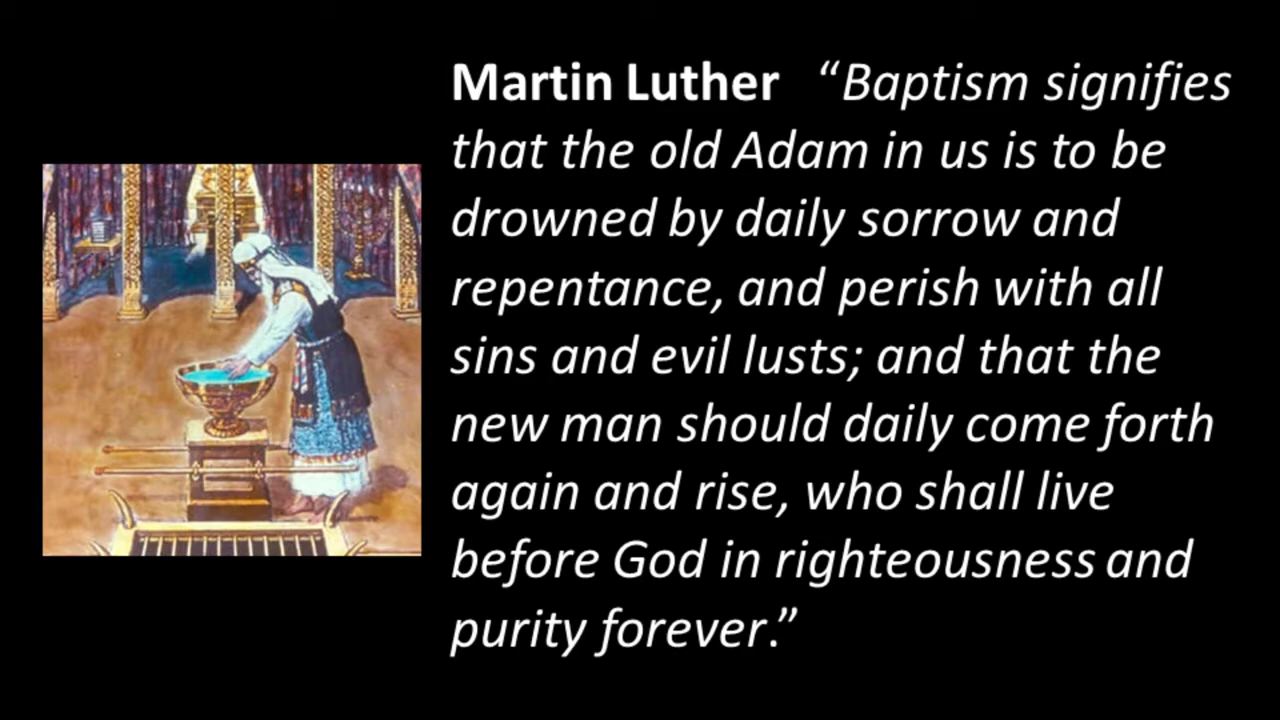 Martin Luther “Baptism signifies
that the old Adam in us is to be
drowned by daily sorrow and
repentance, and perish with all
sins and evil lusts; and that the
new man should daily come forth
again and rise, who shall live
before God in righteousness and
purity forever.”